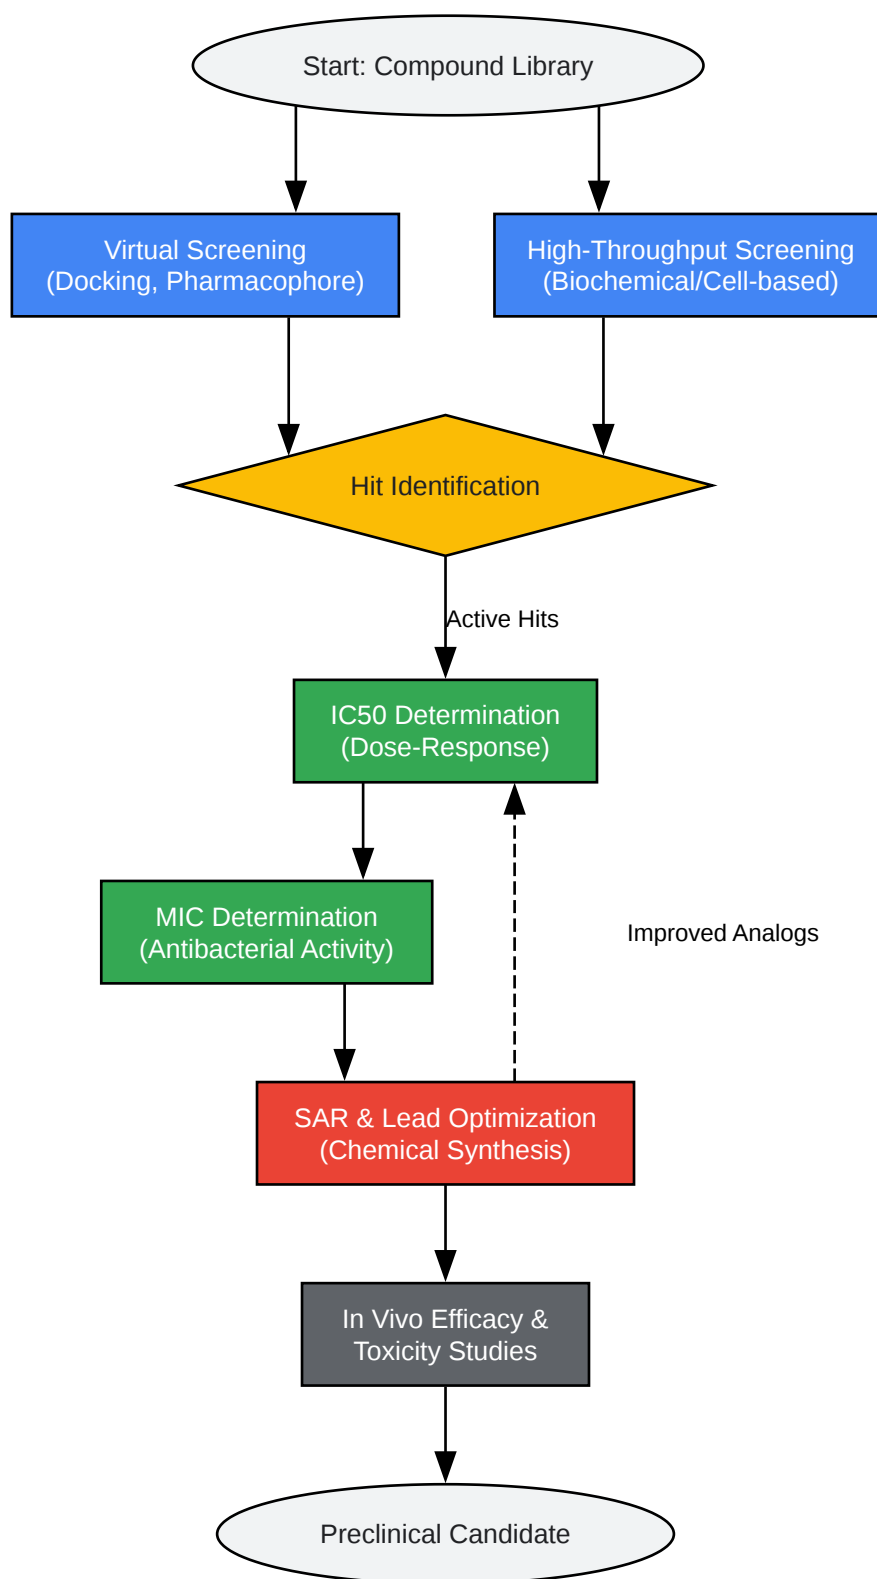 Start: Compound Library
Virtual Screening
(Docking, Pharmacophore)
High-Throughput Screening
(Biochemical/Cell-based)
Hit Identification
Active Hits
IC50 Determination
(Dose-Response)
MIC Determination
(Antibacterial Activity)
Improved Analogs
SAR & Lead Optimization
(Chemical Synthesis)
In Vivo Efficacy &
Toxicity Studies
Preclinical Candidate